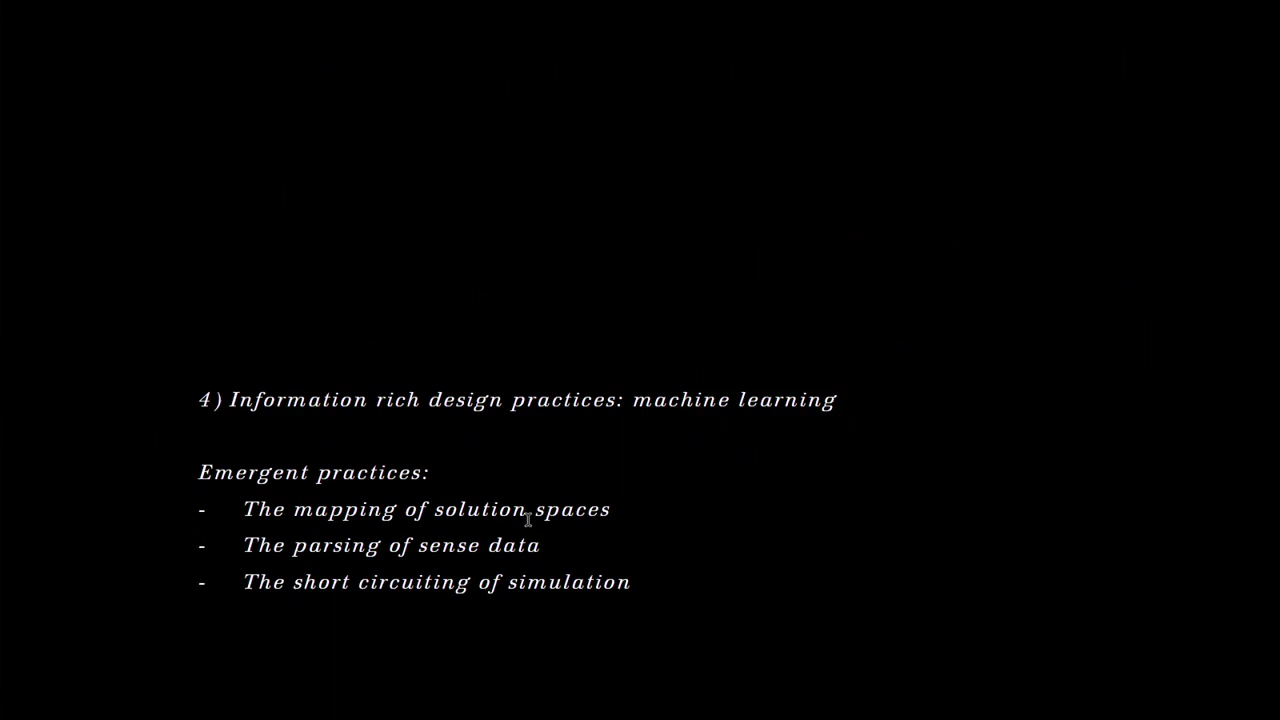 4) Information rich design practices: machine learning
Emergent practices:
- The mapping of solution spaces
- The parsing of sense data
- The short circuiting of simulation